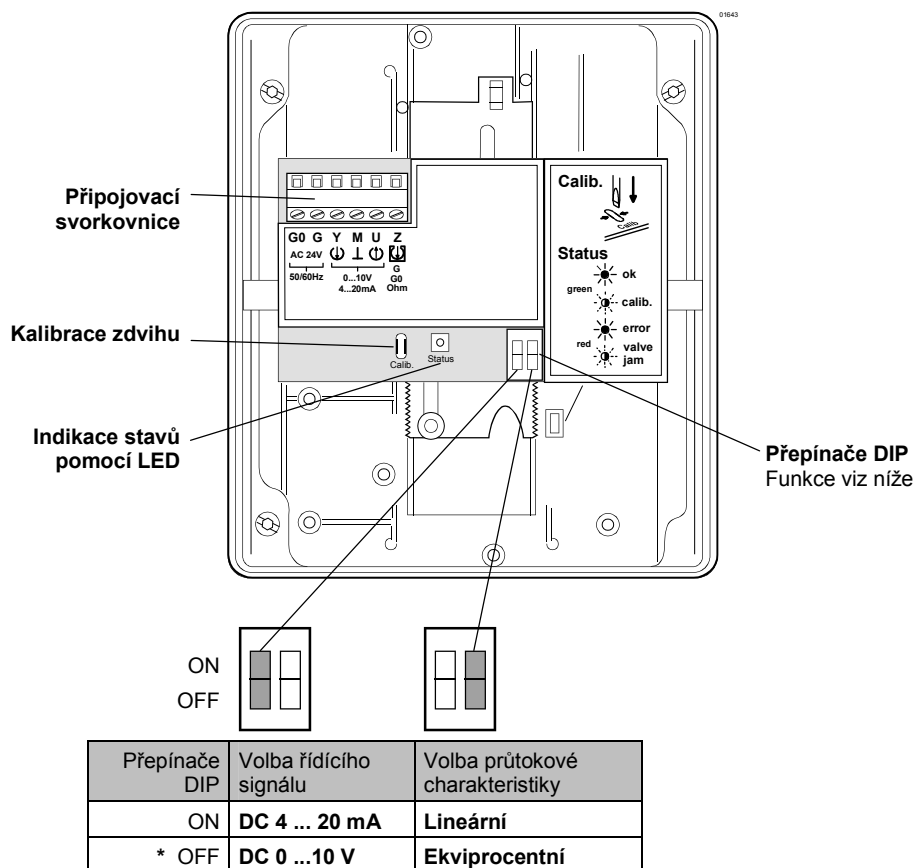 01643
Připojovací
svorkovnice
G0 G Y M U Z
AC 24V
50/60Hz
0...10V
4...20mA
G
G0
Ohm
Calib.
Calib
Status
ok
green
calib.
error
red
valve
jam
Kalibrace zdvihu
Calib.
Status
Indikace stavů
pomocí LED
Přepínače DIP
Funkce viz níže
ON
OFF
Přepínače
DIP
Volba řídícího
signálu
Volba průtokové
charakteristiky
ON DC 4 ... 20 mA Lineární
* OFF DC 0 ...10 V Ekviprocentní